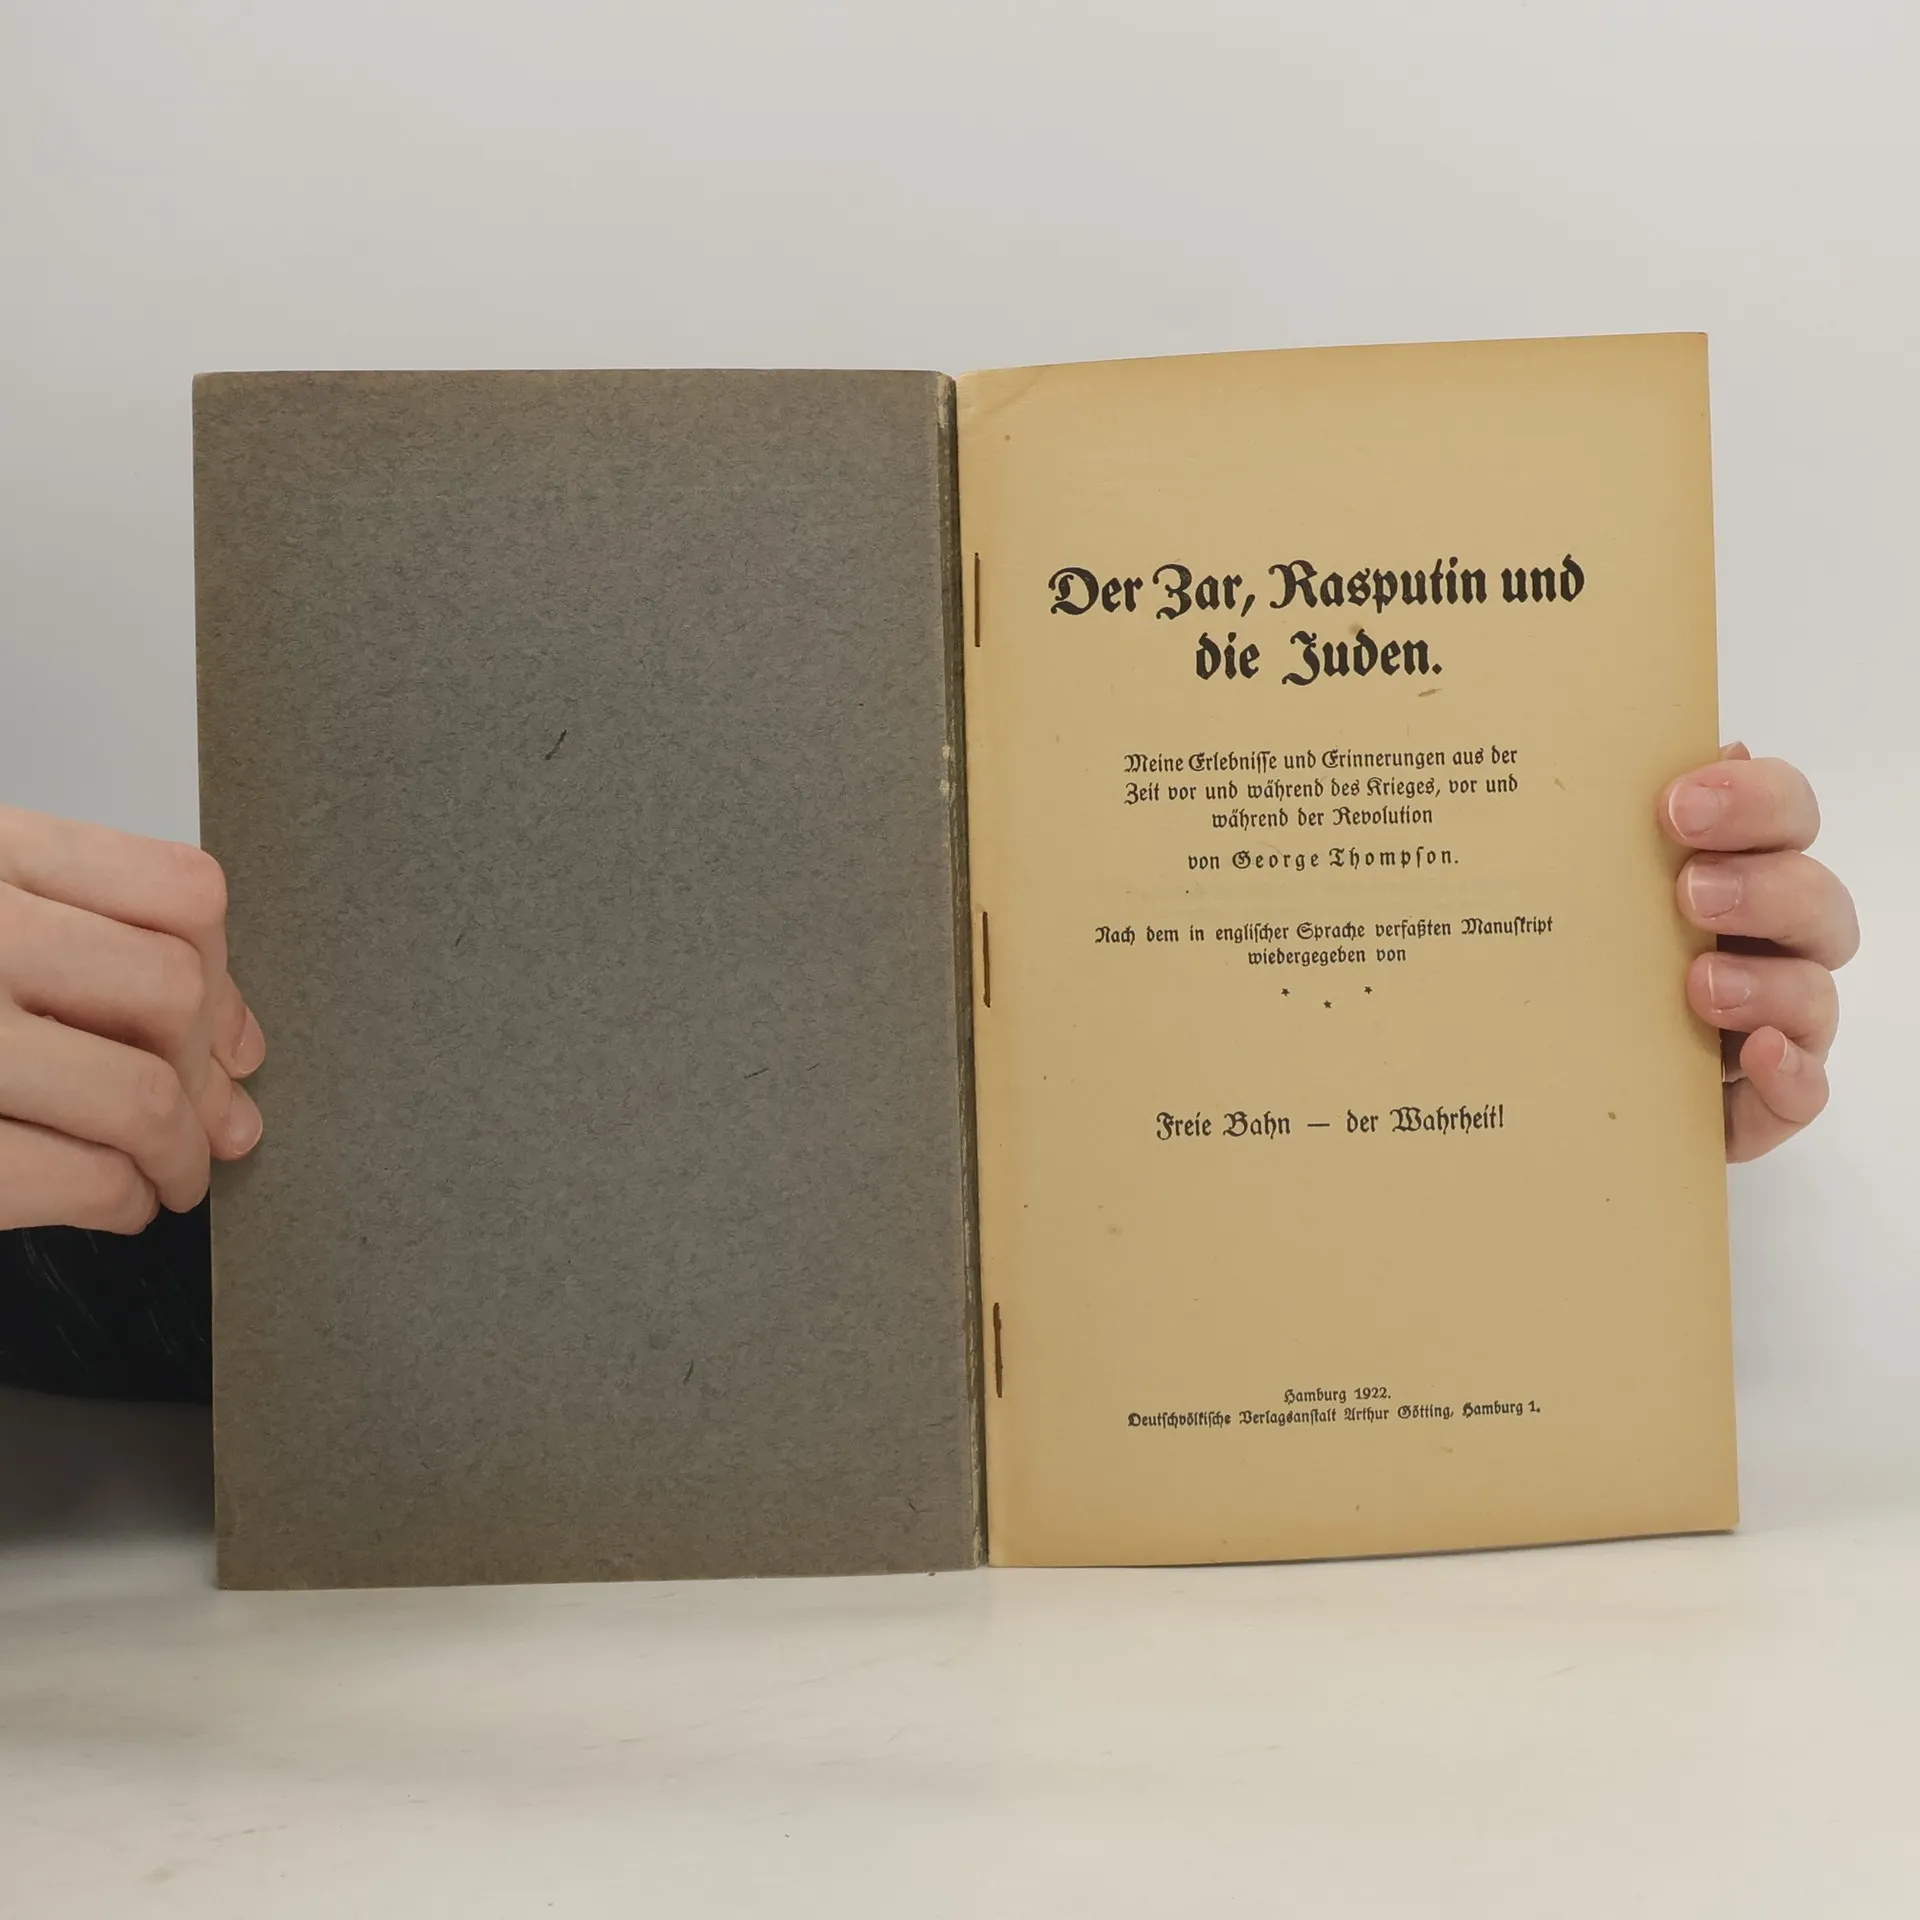 Der Zar, Rasputin und
die Juden.
Meine Erlebnisse und Erinnerungen aus der
Zeit vor und während des Krieges, vor und
während der Revolution
von George Thompson.
Nach dem in englischer Sprache verfaßten Manuskript
wiedergegeben von
* * *
Freie Bahn — der Wahrheit!
Hamburg 1922.
Deutschvölkische Verlagsanstalt Arthur Götting, Hamburg 1.